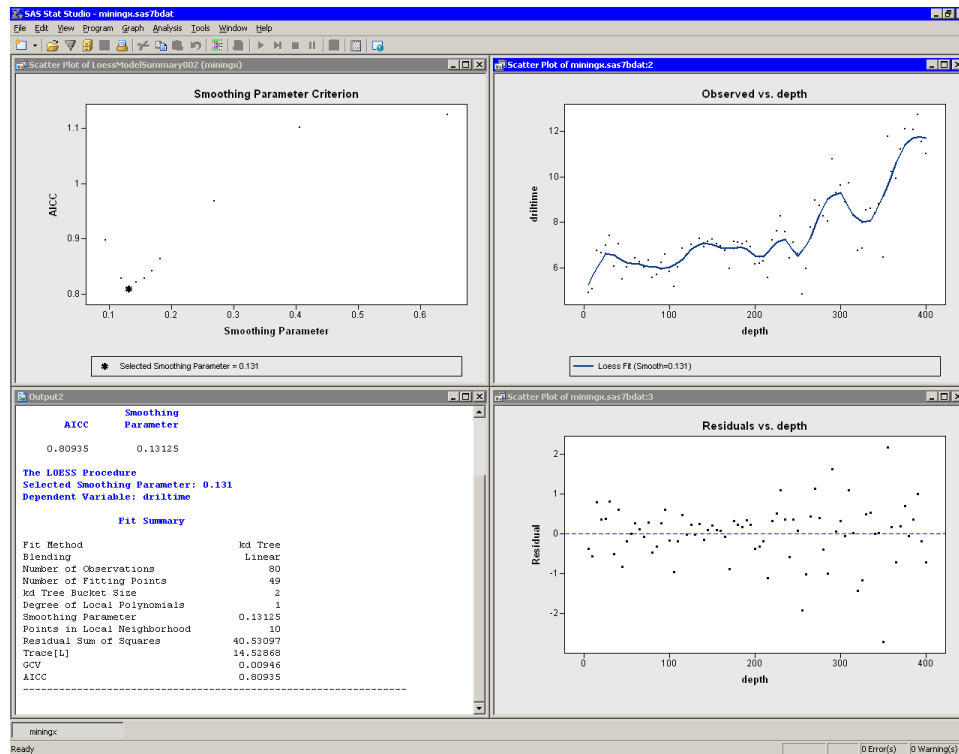 SAS Stat Studio - miningx.sas7bdat
File Edit View Program Graph Analysis Tools Window Help
Scatter Plot of LoessModelSummary002 (miningx)
Smoothing Parameter Criterion
AICC
1.1
1
0.9
0.8
0.1 0.2 0.3 0.4 0.5 0.6
Smoothing Parameter
Selected Smoothing Parameter = 0.131
Scatter Plot of miningx.sas7bdat:2
Observed vs. depth
driltime
12
10
8
6
0 100 200 300 400
depth
Loess Fit (Smooth=0.131)
Output2
Smoothing
AICC Parameter
0.80935 0.13125
The LOESS Procedure
Selected Smoothing Parameter: 0.131
Dependent Variable: driltime
Fit Summary
Fit Method kd Tree
Blending Linear
Number of Observations 80
Number of Fitting Points 49
kd Tree Bucket Size 2
Degree of Local Polynomials 1
Smoothing Parameter 0.13125
Points in Local Neighborhood 10
Residual Sum of Squares 40.53097
Trace[L] 14.52868
GCV 0.00946
AICC 0.80935
Scatter Plot of miningx.sas7bdat:3
Residuals vs. depth
Residual
2
1
0
-1
-2
0 100 200 300 400
depth
miningx
Ready
0 Error(s) 0 Warning(s)